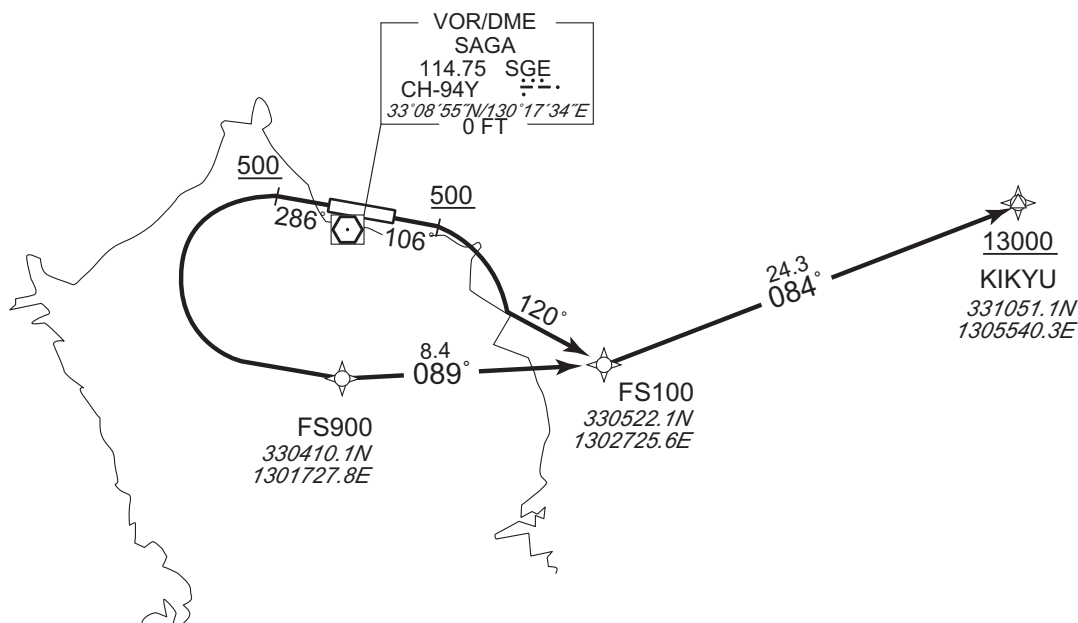 VOR/DME
SAGA
114.75 SGE
CH-94Y
33°08´55˝N/130°17´34˝E
0 FT
500
500
286°
106°
13000
KIKYU
331051.1N
1305540.3E
24.3
084°
120°
8.4
089°
FS100
330522.1N
1302725.6E
FS900
330410.1N
1301727.8E